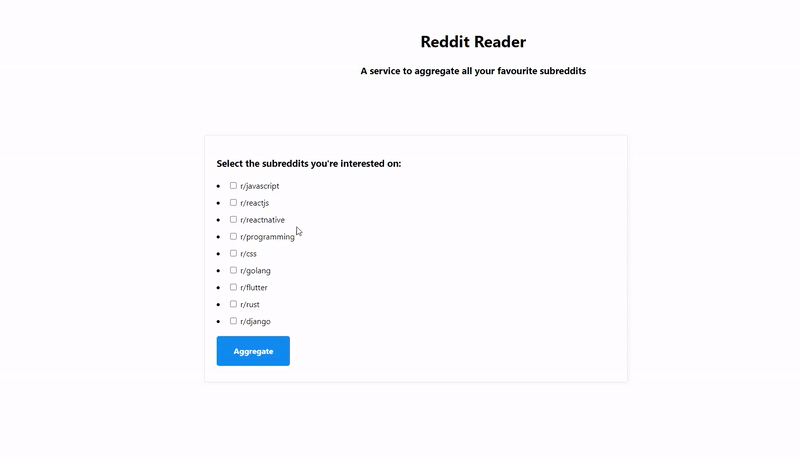 Reddit Reader
A service to aggregate all your favourite subreddits
Select the subreddits you're interested on:
r/javascript
r/reactjs
r/reactnative
r/programming
r/css
r/golang
r/flutter
r/rust
r/django
Aggregate